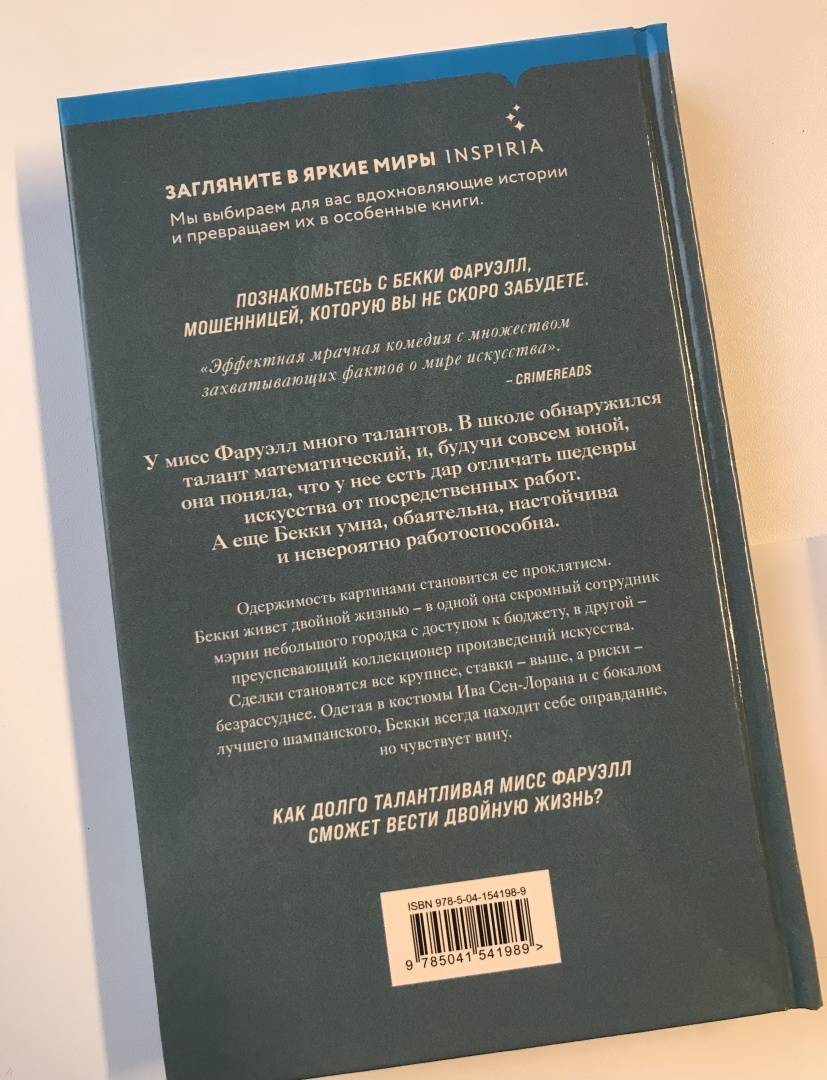 ЗАГЛЯНИТЕ В ЯРКИЕ МИРЫ INSPIRIA
Мы выбираем для вас вдохновляющие истории
и превращаем их в особенные книги.
ПОЗНАКОМЬТЕСЬ С БЕККИ ФАРУЭЛЛ,
МОШЕННИЦЕЙ, КОТОРУЮ ВЫ НЕ СКОРО ЗАБУДЕТЕ.
«Эффектная мрачная комедия с множеством
захватывающих фактов о мире искусства».
– CRIMEREADS
У мисс Фаруэлл много талантов. В школе обнаружился
талант математический, и, будучи совсем юной,
она поняла, что у нее есть дар отличать шедевры
искусства от посредственных работ.
А еще Бекки умна, обаятельна, настойчива
и невероятно работоспособна.
Одержимость картинами становится ее проклятием.
Бекки живет двойной жизнью – в одной она скромный сотрудник
мэрии небольшого городка с доступом к бюджету, в другой –
преуспевающий коллекционер произведений искусства.
Сделки становятся все крупнее, ставки – выше, а риски –
безрассуднее. Одетая в костюмы Ива Сен-Лорана и с бокалом
лучшего шампанского, Бекки всегда находит себе оправдание,
но чувствует вину.
КАК ДОЛГО ТАЛАНТЛИВАЯ МИСС ФАРУЭЛЛ
СМОЖЕТ ВЕСТИ ДВОЙНУЮ ЖИЗНЬ?
ISBN 978-5-04-154198-9
9 785041 541989 >